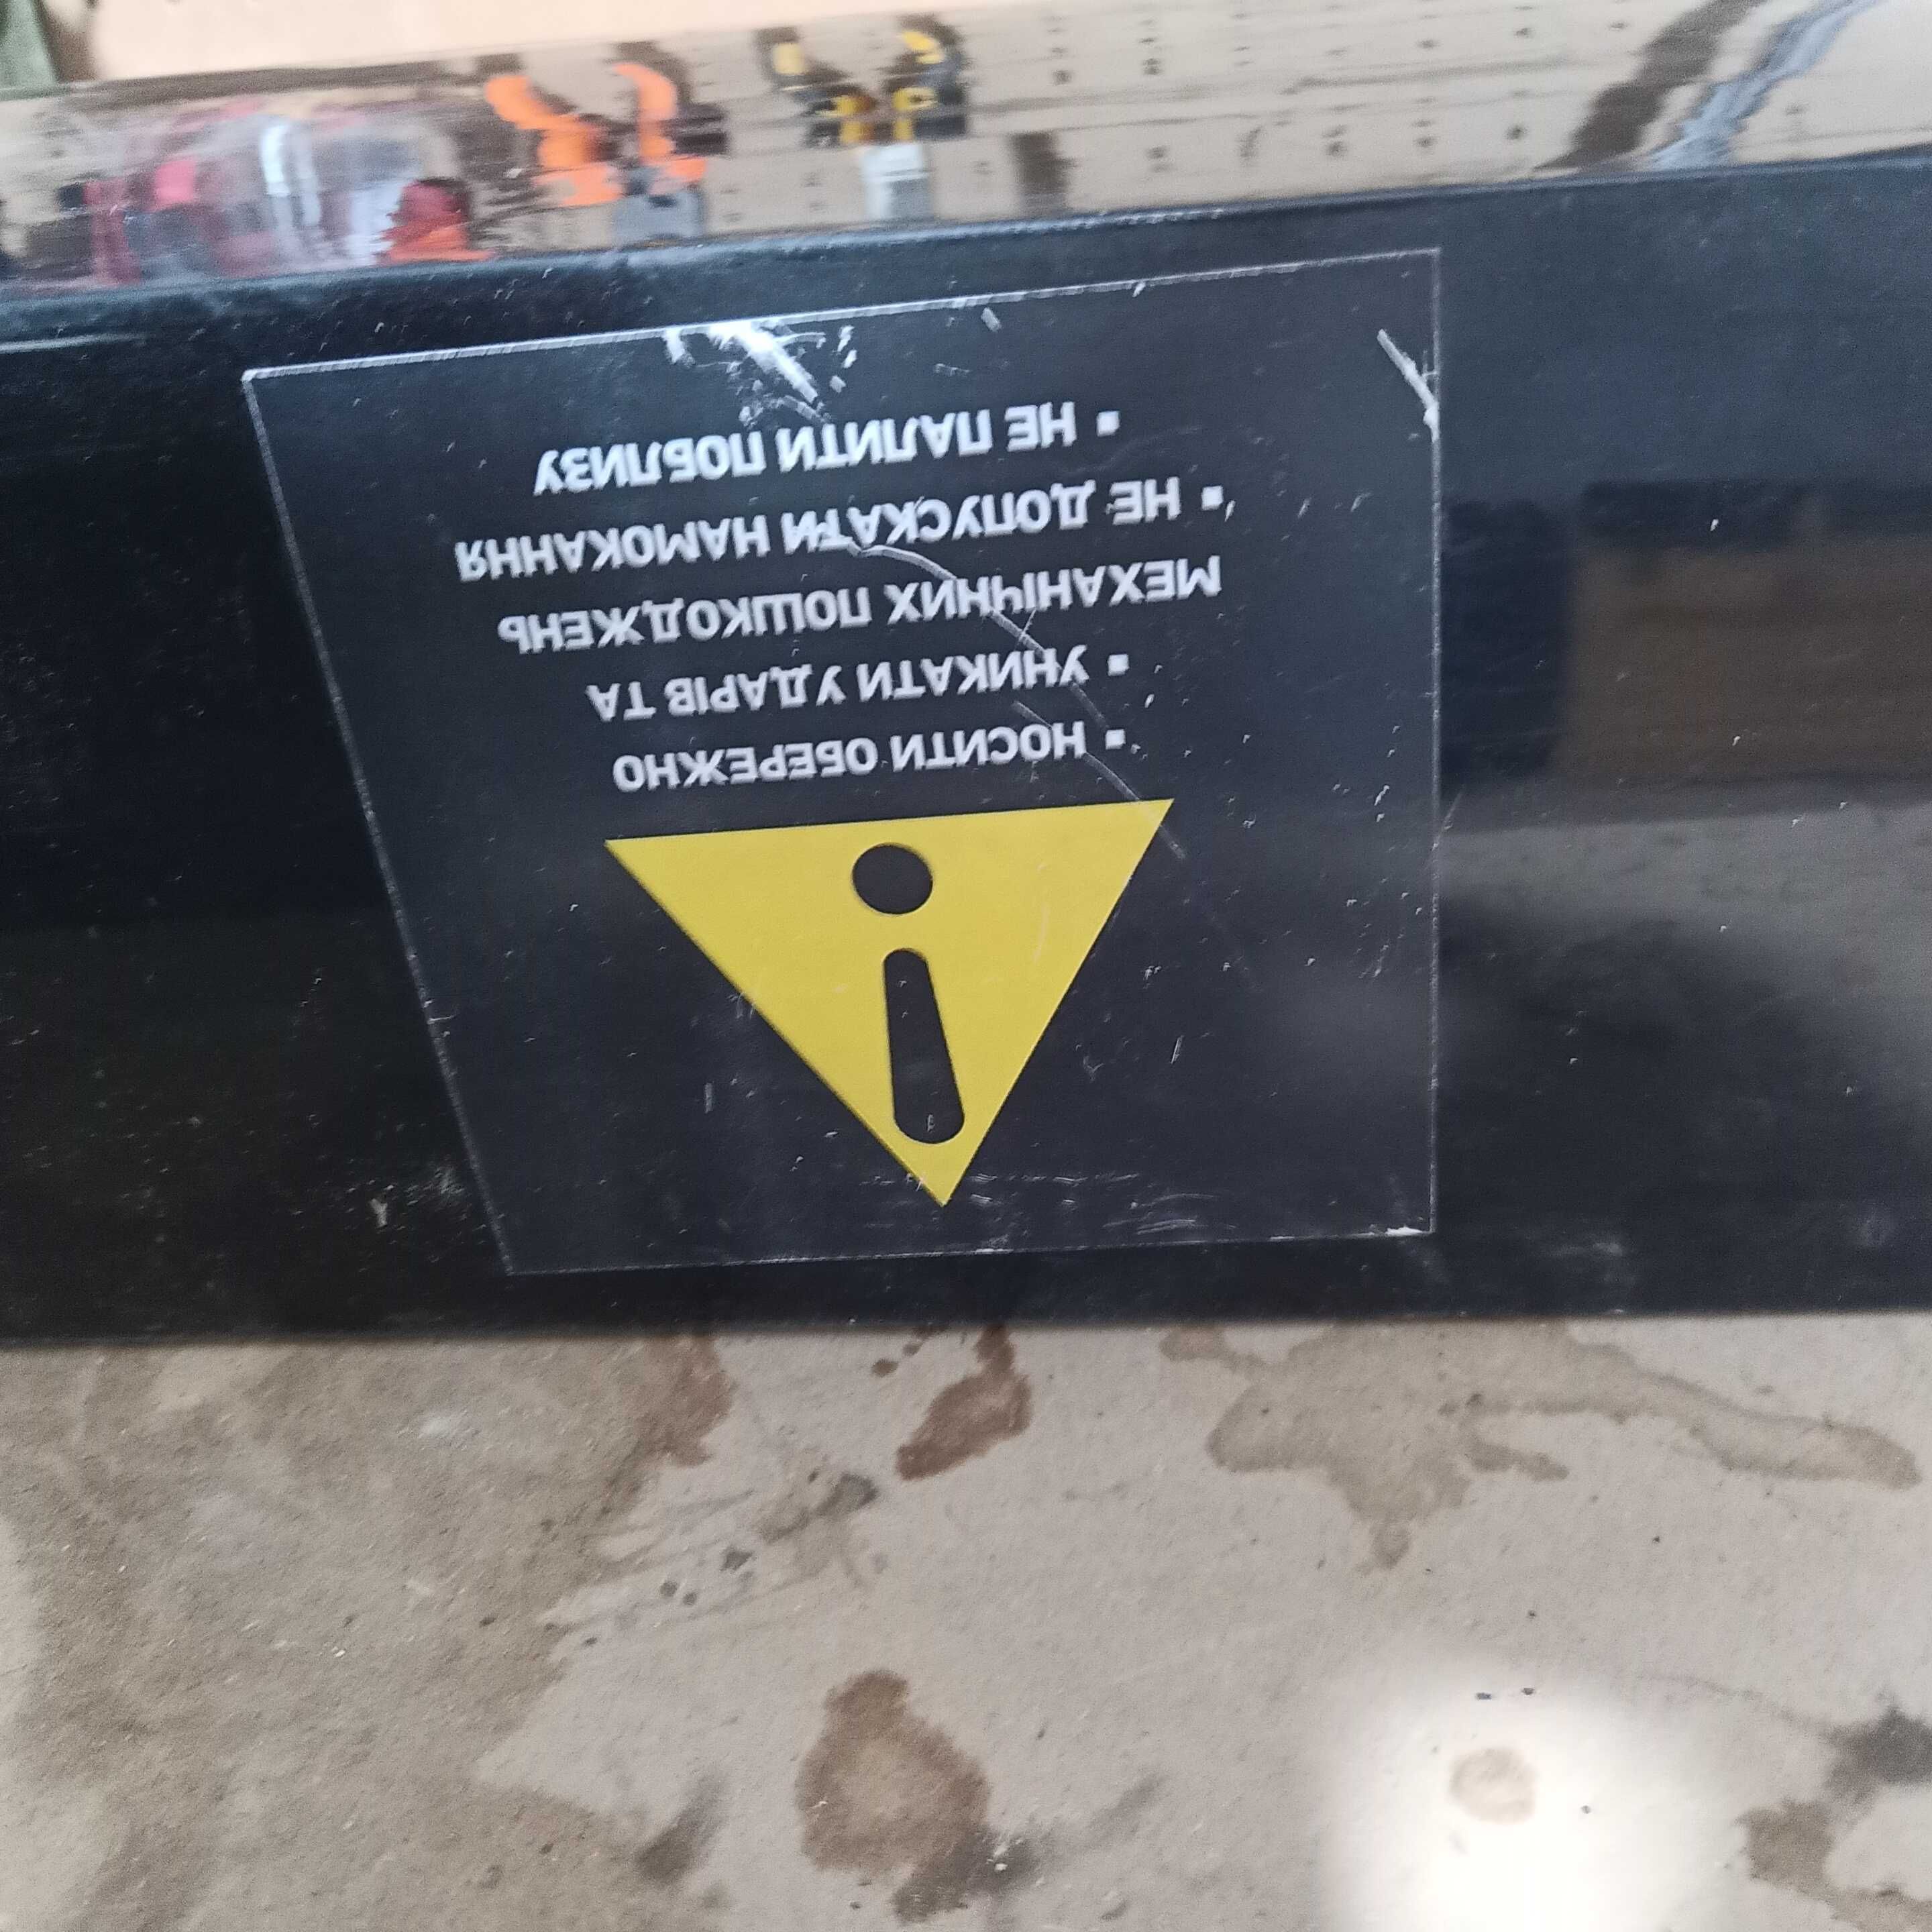 ▪ НОСИТИ ОБЕРЕЖНО
▪ УНИКАТИ УДАРІВ ТА
МЕХАНІЧНИХ ПОШКОДЖЕНЬ
▪ НЕ ДОПУСКАТИ НАМОКАННЯ
▪ НЕ ПАЛИТИ ПОБЛИЗУ